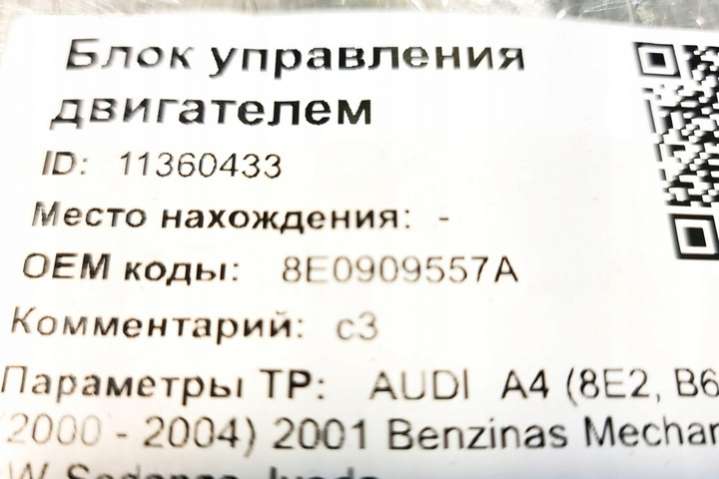 Блок управления
двигателем
ID: 11360433
Место нахождения: -
OEM коды: 8E0909557A
Комментарий: c3
Параметры ТР: AUDI A4 (8E2, B6
(2000 - 2004) 2001 Benzinas Mechan